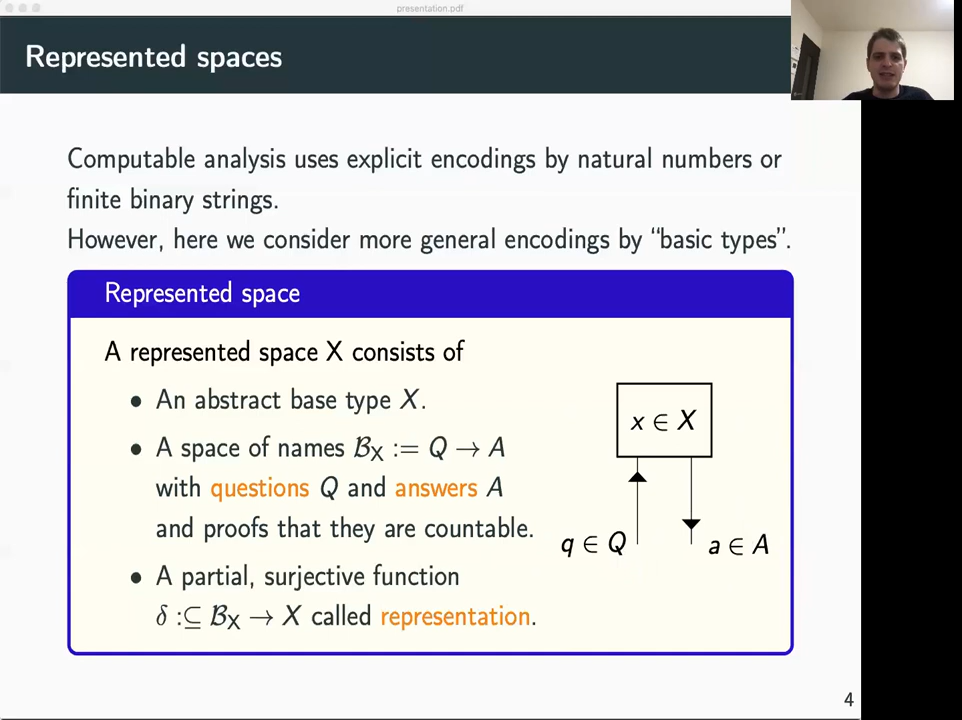 presentation.pdf
Represented spaces
Computable analysis uses explicit encodings by natural numbers or
finite binary strings.
However, here we consider more general encodings by “basic types”.
Represented space
A represented space X consists of
• An abstract base type X.
• A space of names ℬ_X := Q → A
with questions Q and answers A
and proofs that they are countable.
• A partial, surjective function
δ :⊆ ℬ_X → X called representation.
x ∈ X
q ∈ Q
a ∈ A
4